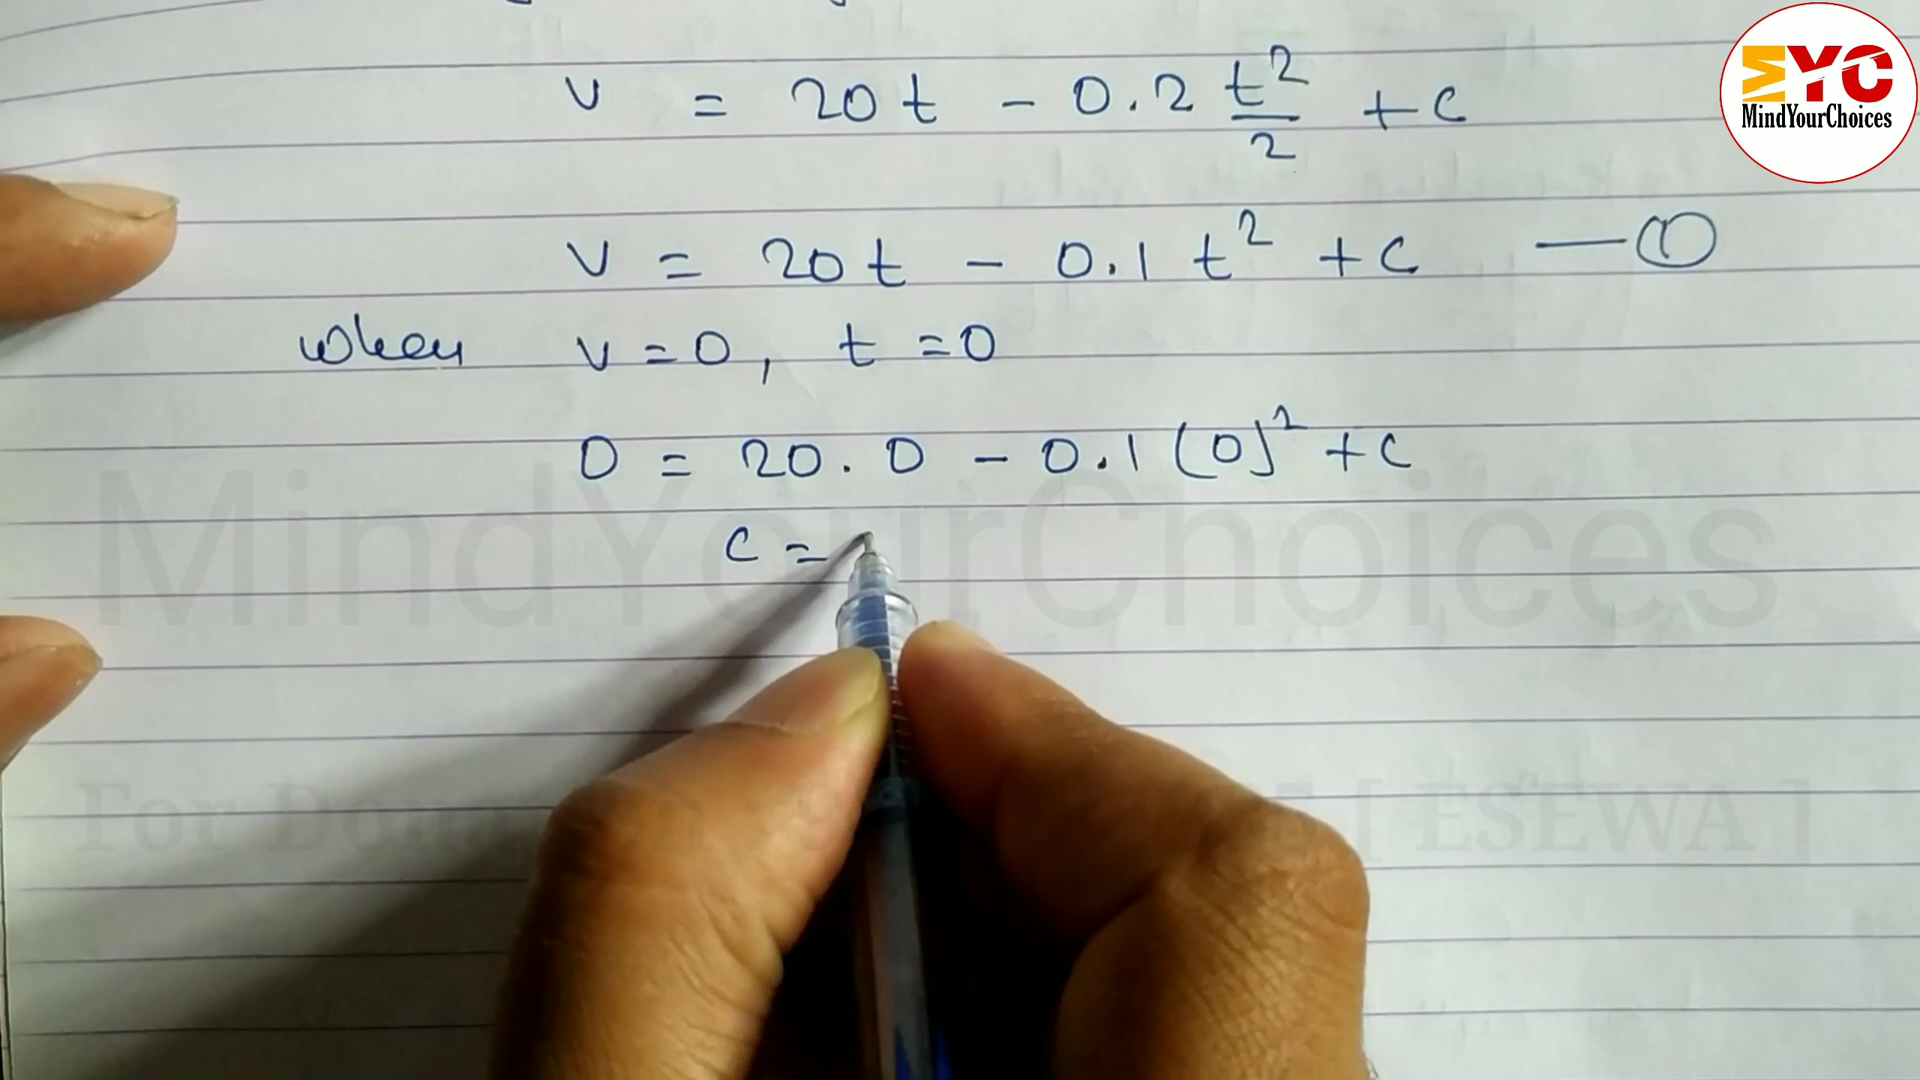 MYC
MindYourChoices
v = 20t - 0.2 t²/2 + c
v = 20t - 0.1 t² + c — ①
when v = 0, t = 0
0 = 20.0 - 0.1 (0)² + c
c =
MindYourChoices
For [ ESEWA ]